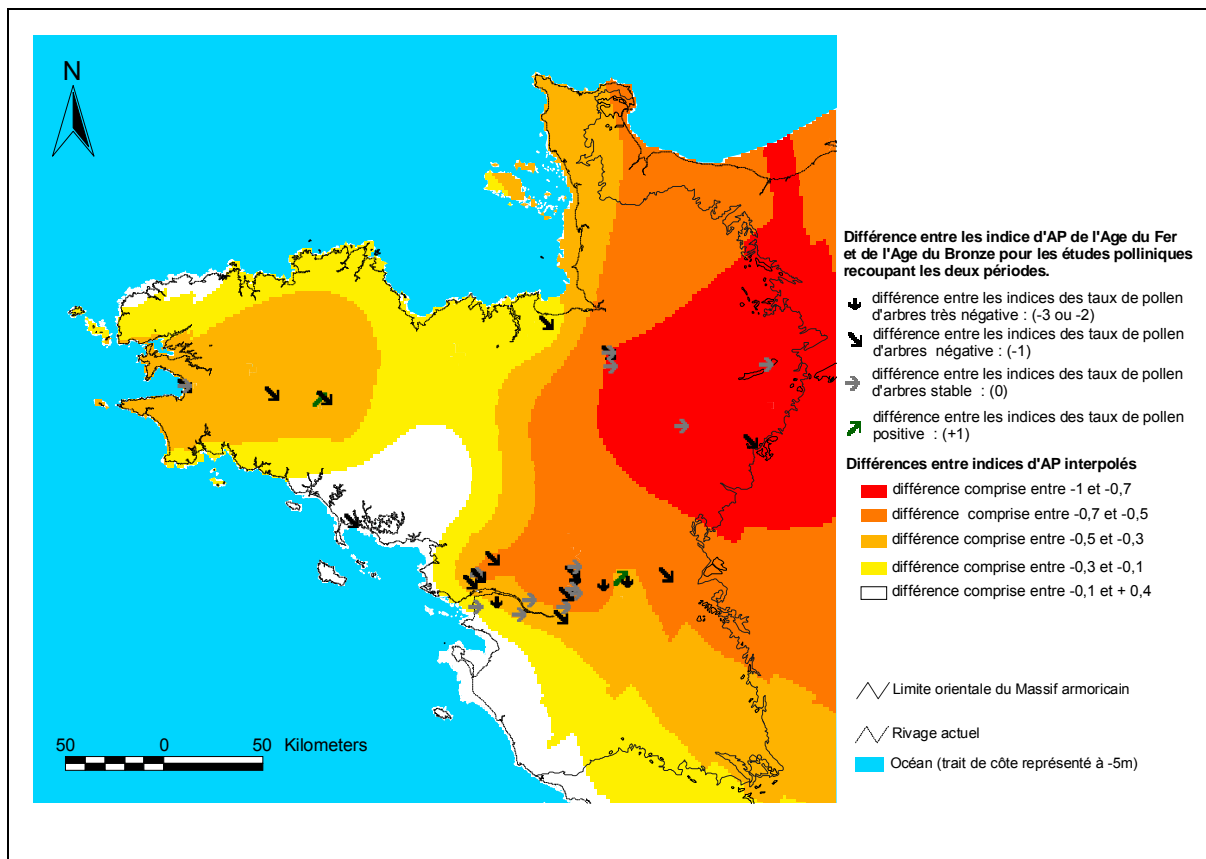 N
50 0 50 Kilometers
Différence entre les indice d'AP de l'Age du Fer
et de l'Age du Bronze pour les études polliniques
recoupant les deux périodes.
différence entre les indices des taux de pollen
d'arbres très négative : (-3 ou -2)
différence entre les indices des taux de pollen
d'arbres négative : (-1)
différence entre les indices des taux de pollen
d'arbres stable : (0)
différence entre les indices des taux de pollen
positive : (+1)
Différences entre indices d'AP interpolés
différence comprise entre -1 et -0,7
différence comprise entre -0,7 et -0,5
différence comprise entre -0,5 et -0,3
différence comprise entre -0,3 et -0,1
différence comprise entre -0,1 et + 0,4
Limite orientale du Massif armoricain
Rivage actuel
Océan (trait de côte représenté à -5m)